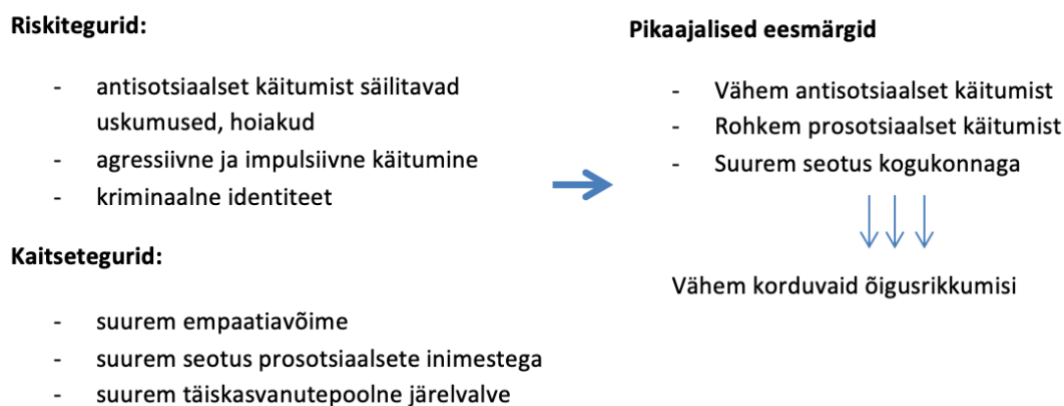 Riskitegurid:
- antisotsiaalset käitumist säilitavad
uskumused, hoiakud
- agressiivne ja impulsiivne käitumine
- kriminaalne identiteet
Kaitsetegurid:
- suurem empaatiavõime
- suurem seotus prosotsiaalsete inimestega
- suurem täiskasvanutepoolne järelvalve
Pikaajalised eesmärgid
- Vähem antisotsiaalset käitumist
- Rohkem prosotsiaalset käitumist
- Suurem seotus kogukonnaga
Vähem korduvaid õigusrikkumisi